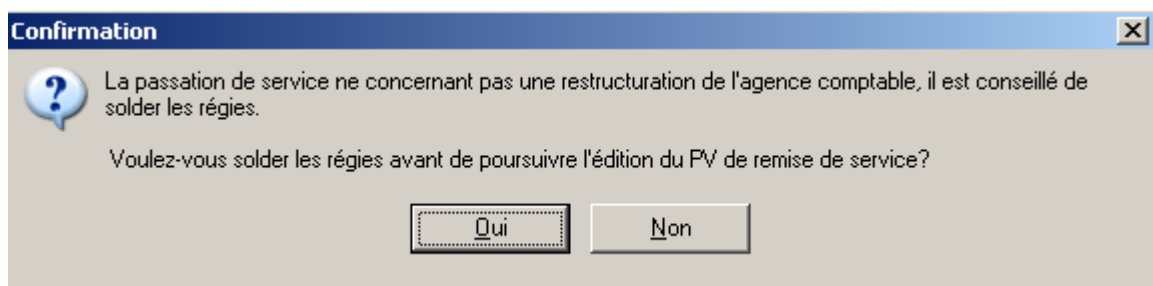 Confirmation
La passation de service ne concernant pas une restructuration de l'agence comptable, il est conseillé de
solder les régies.
Voulez-vous solder les régies avant de poursuivre l'édition du PV de remise de service?
Oui
Non